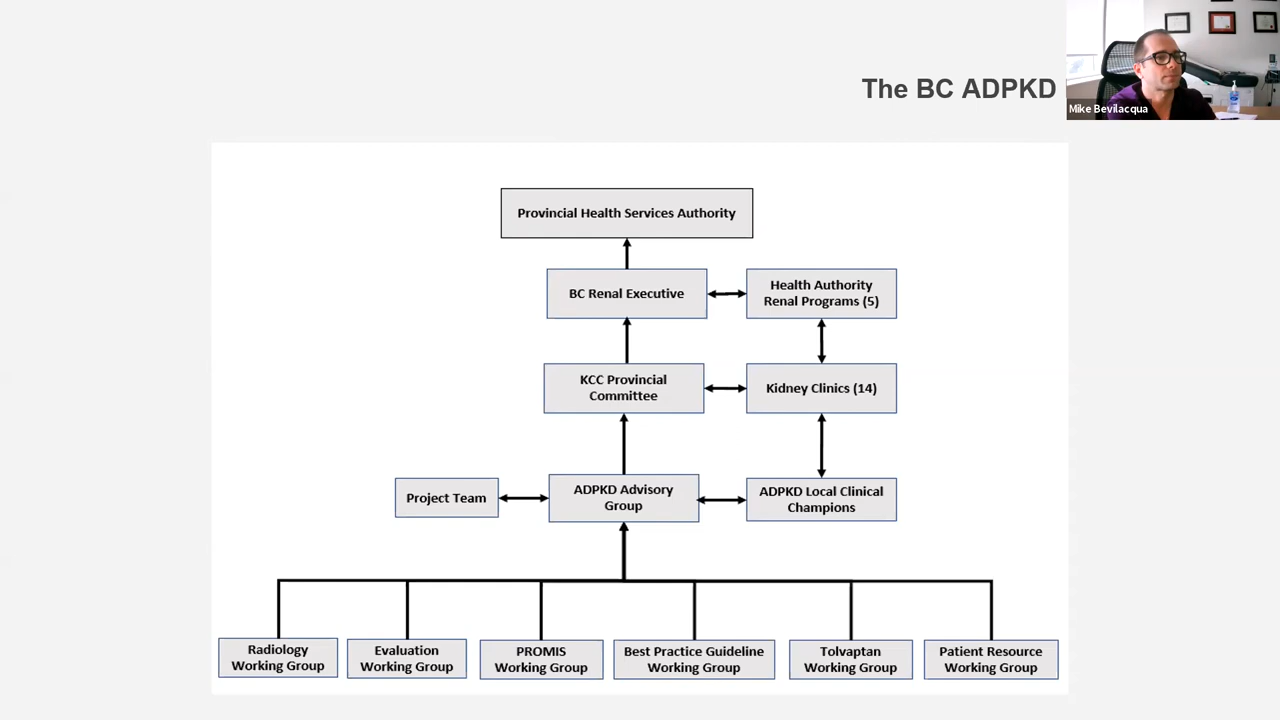 The BC ADPKD
Mike Bevilacqua
Provincial Health Services Authority
BC Renal Executive
Health Authority
Renal Programs (5)
KCC Provincial
Committee
Kidney Clinics (14)
Project Team
ADPKD Advisory
Group
ADPKD Local Clinical
Champions
Radiology
Working Group
Evaluation
Working Group
PROMIS
Working Group
Best Practice Guideline
Working Group
Tolvaptan
Working Group
Patient Resource
Working Group